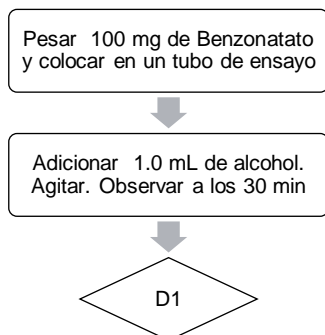 Pesar 100 mg de Benzonatato
y colocar en un tubo de ensayo
Adicionar 1.0 mL de alcohol.
Agitar. Observar a los 30 min
D1